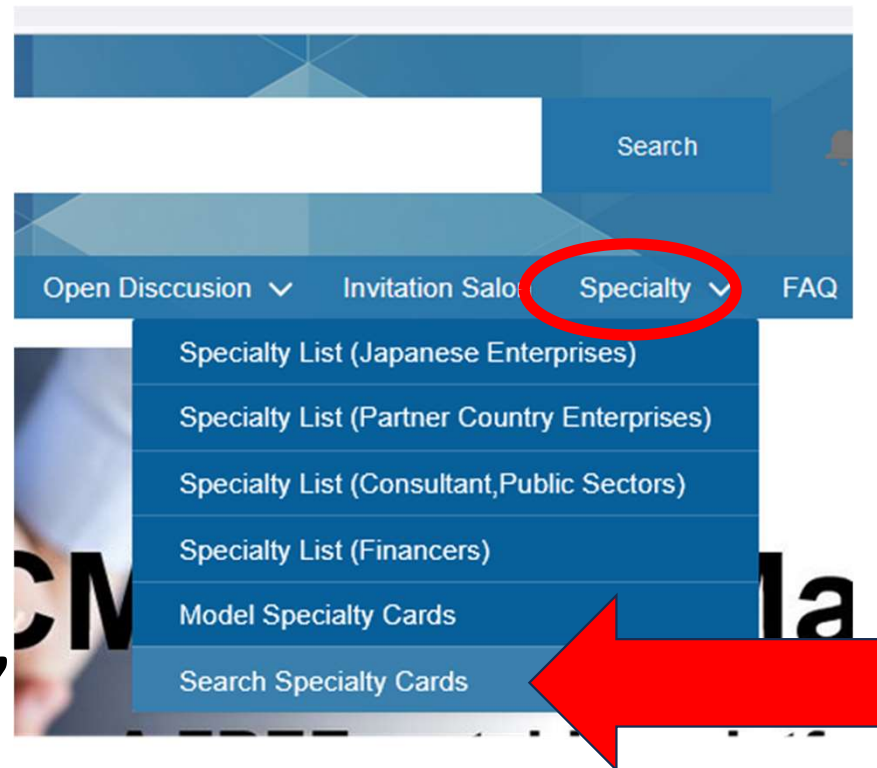 Search
Open Disccusion Invitation Salo Specialty FAQ
Specialty List (Japanese Enterprises)
Specialty List (Partner Country Enterprises)
Specialty List (Consultant,Public Sectors)
Specialty List (Financers)
Model Specialty Cards
Search Specialty Cards